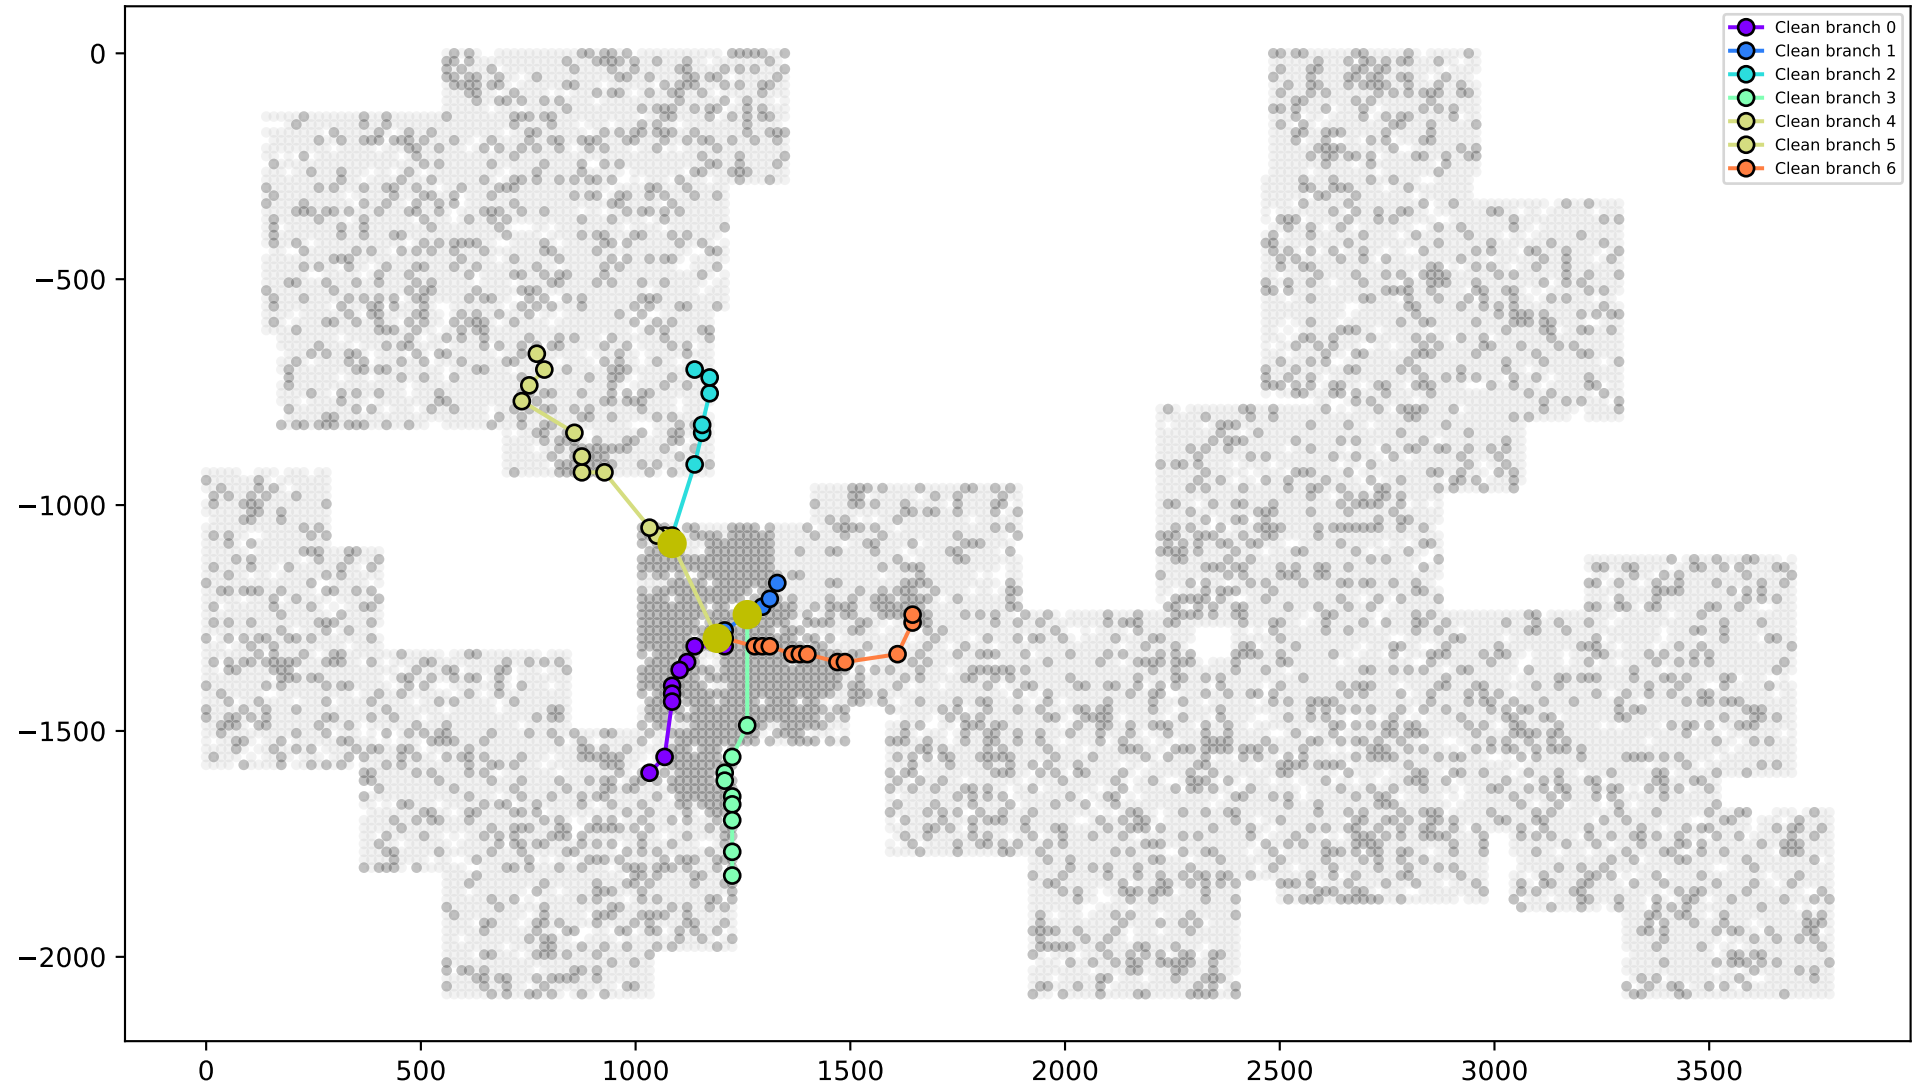 Clean branch 0
Clean branch 1
Clean branch 2
Clean branch 3
Clean branch 4
Clean branch 5
Clean branch 6
0
−500
−1000
−1500
−2000
0 500 1000 1500 2000 2500 3000 3500